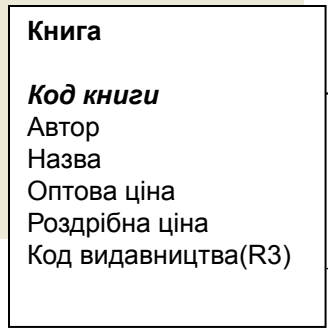 Книга
Код книги
Автор
Назва
Оптова ціна
Роздрібна ціна
Код видавництва(R3)